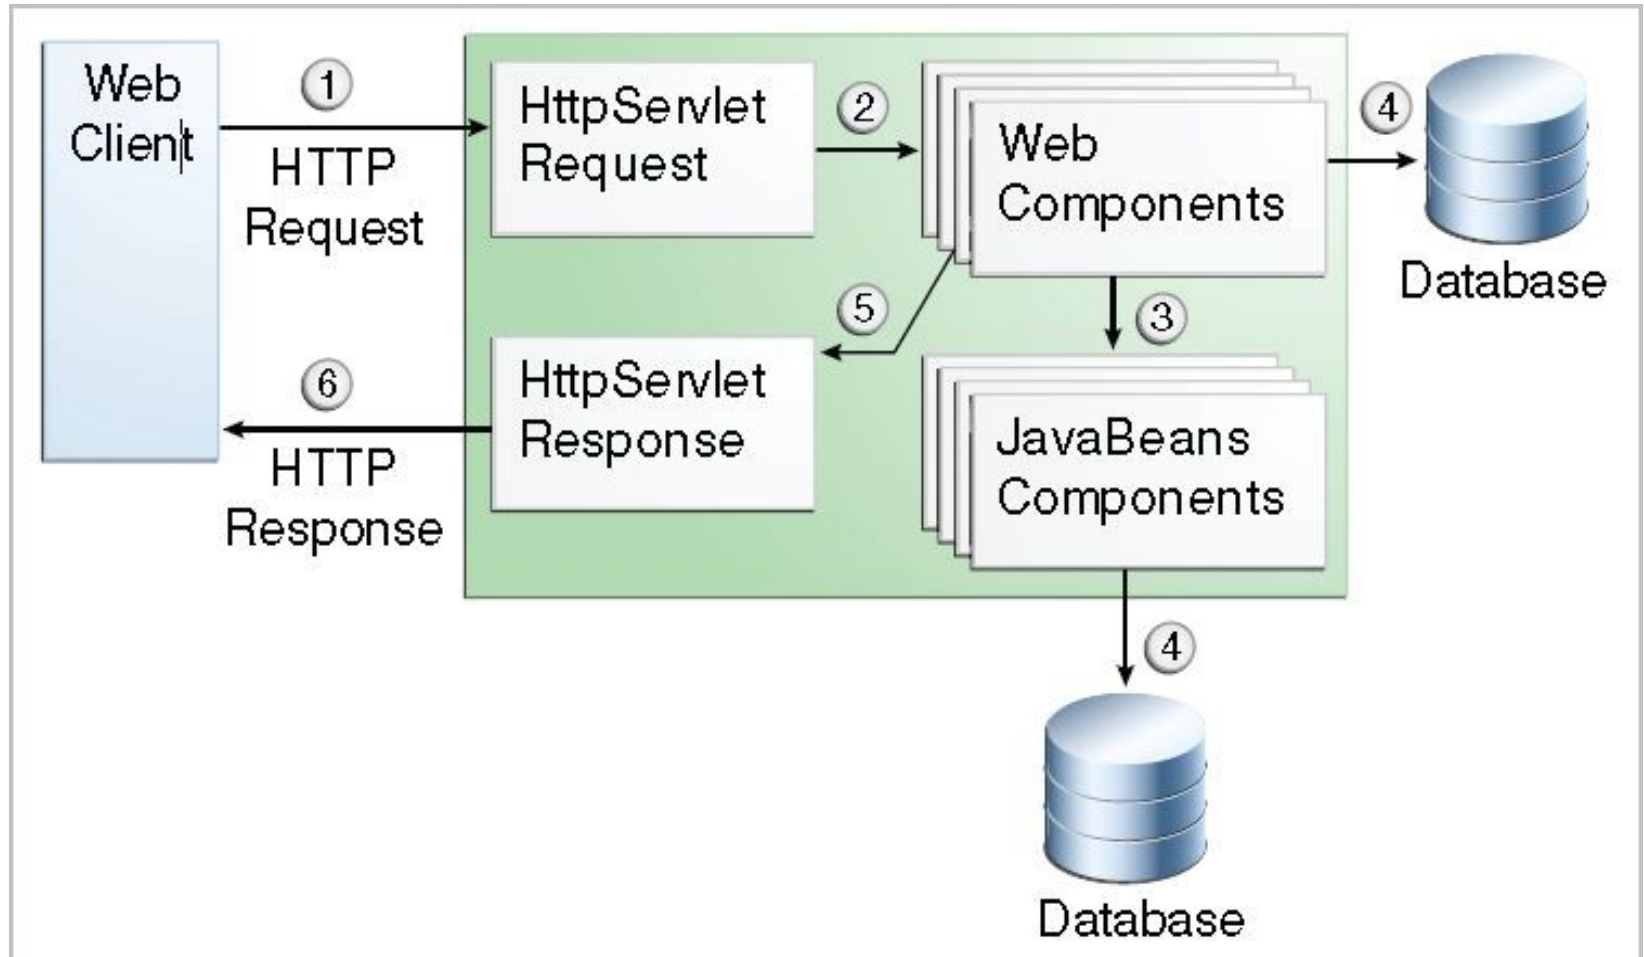 Web
Client
1
HTTP
Request
HttpServlet
Request
2
Web
Components
4
Database
3
5
HttpServlet
Response
6
HTTP
Response
JavaBeans
Components
4
Database